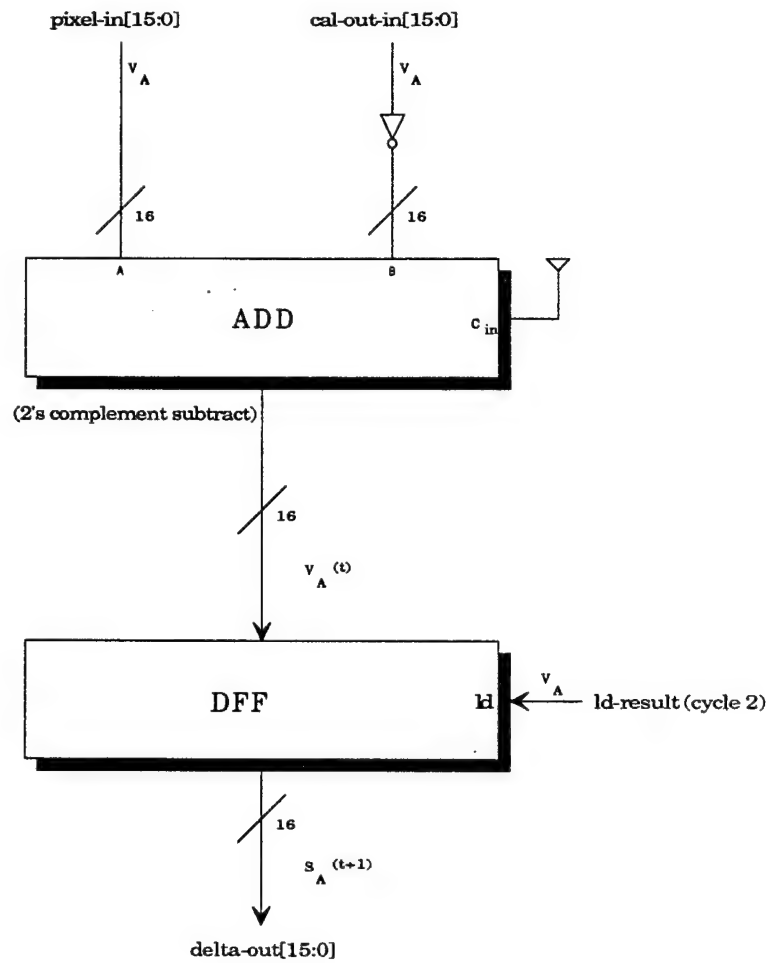 pixel-in[15:0] cal-out-in[15:0]
V A V A
16 16
A B
ADD
C in
(2's complement subtract)
16
V A (t)
DFF
ld
V A
ld-result (cycle 2)
16
S A (t+1)
delta-out[15:0]